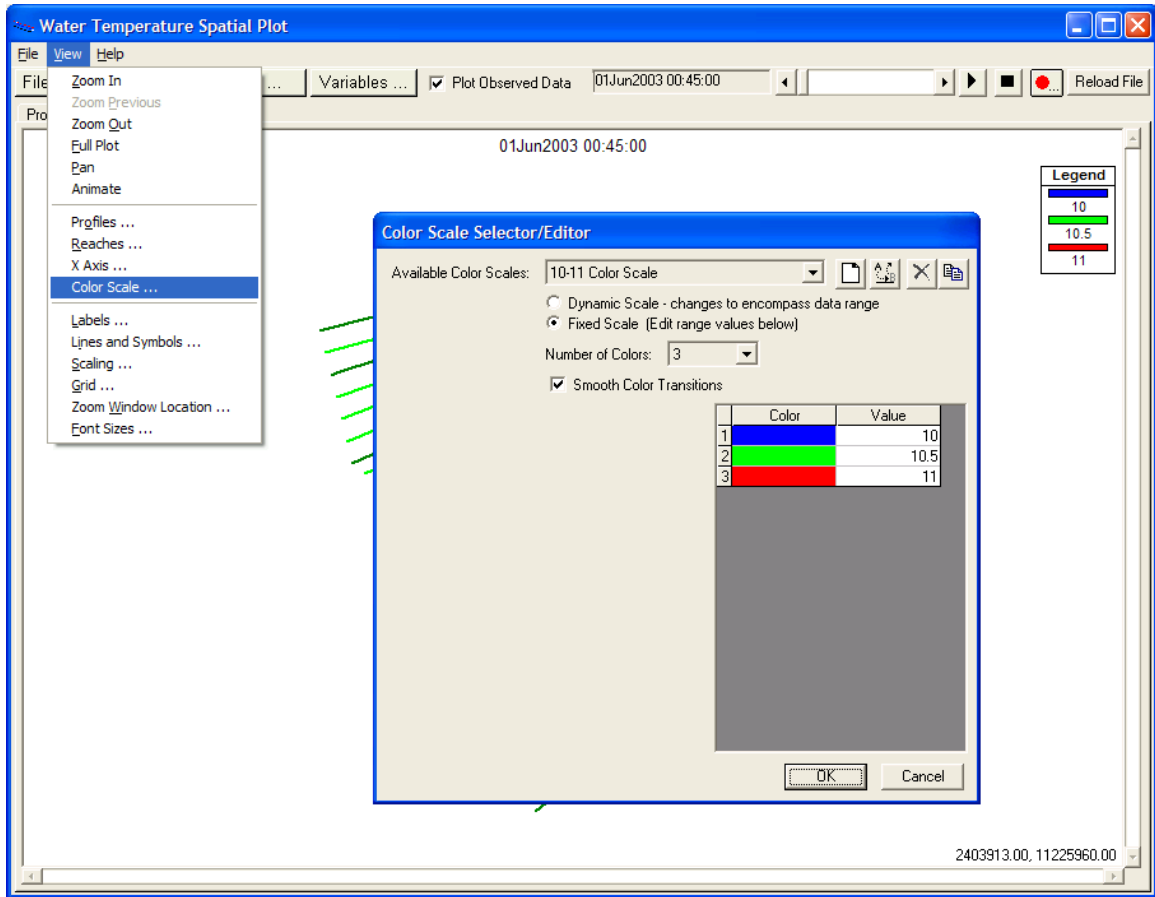 Water Temperature Spatial Plot
File View Help
File ... Variables ... Plot Observed Data 01Jun2003 00:45:00 ... Reload File
Pro
Zoom In
Zoom Previous
Zoom Out
Full Plot
Pan
Animate
Profiles ...
Reaches ...
X Axis ...
Color Scale ...
Labels ...
Lines and Symbols ...
Scaling ...
Grid ...
Zoom Window Location ...
Font Sizes ...
01Jun2003 00:45:00
Legend
10
10.5
11
Color Scale Selector/Editor
Available Color Scales: 10-11 Color Scale
Dynamic Scale - changes to encompass data range
Fixed Scale (Edit range values below)
Number of Colors: 3
Smooth Color Transitions
Color Value
1 10
2 10.5
3 11
OK Cancel
2403913.00, 11225960.00